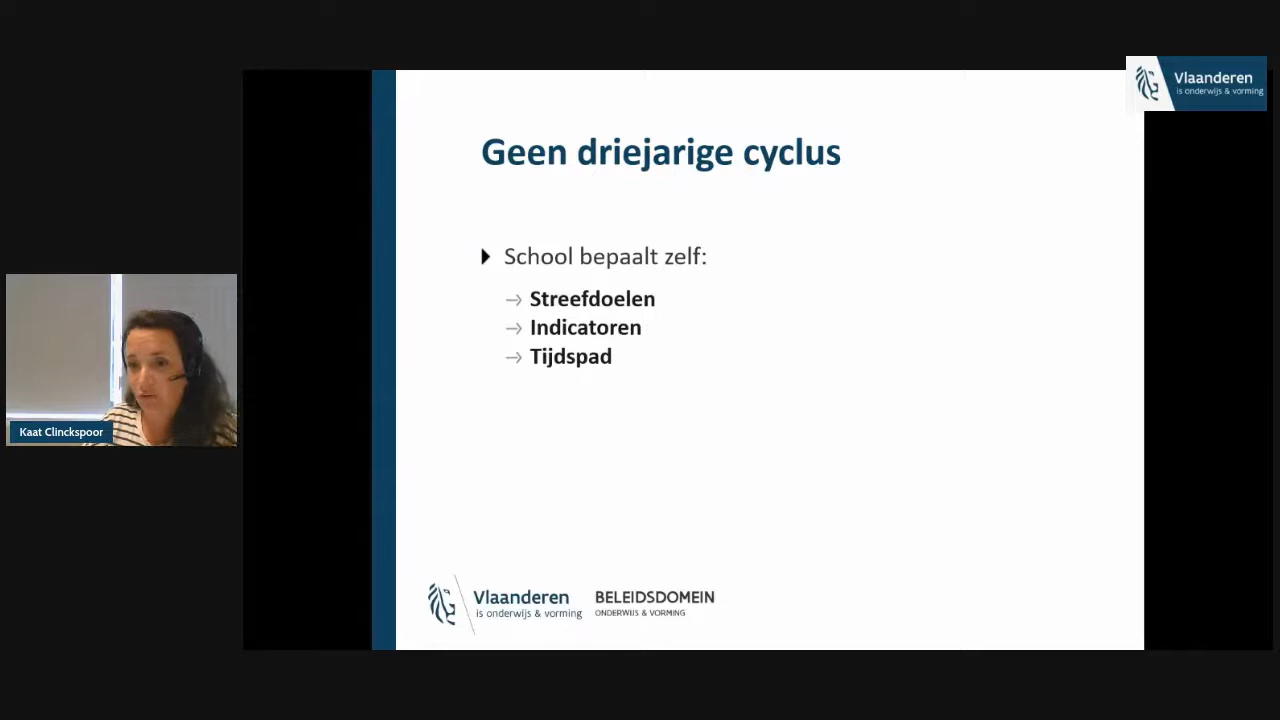 Vlaanderen
is onderwijs & vorming
Geen driejarige cyclus
School bepaalt zelf:
→ Streefdoelen
→ Indicatoren
→ Tijdspad
Kaat Clinckspoor
Vlaanderen
is onderwijs & vorming
BELEIDSDOMEIN
ONDERWIJS & VORMING